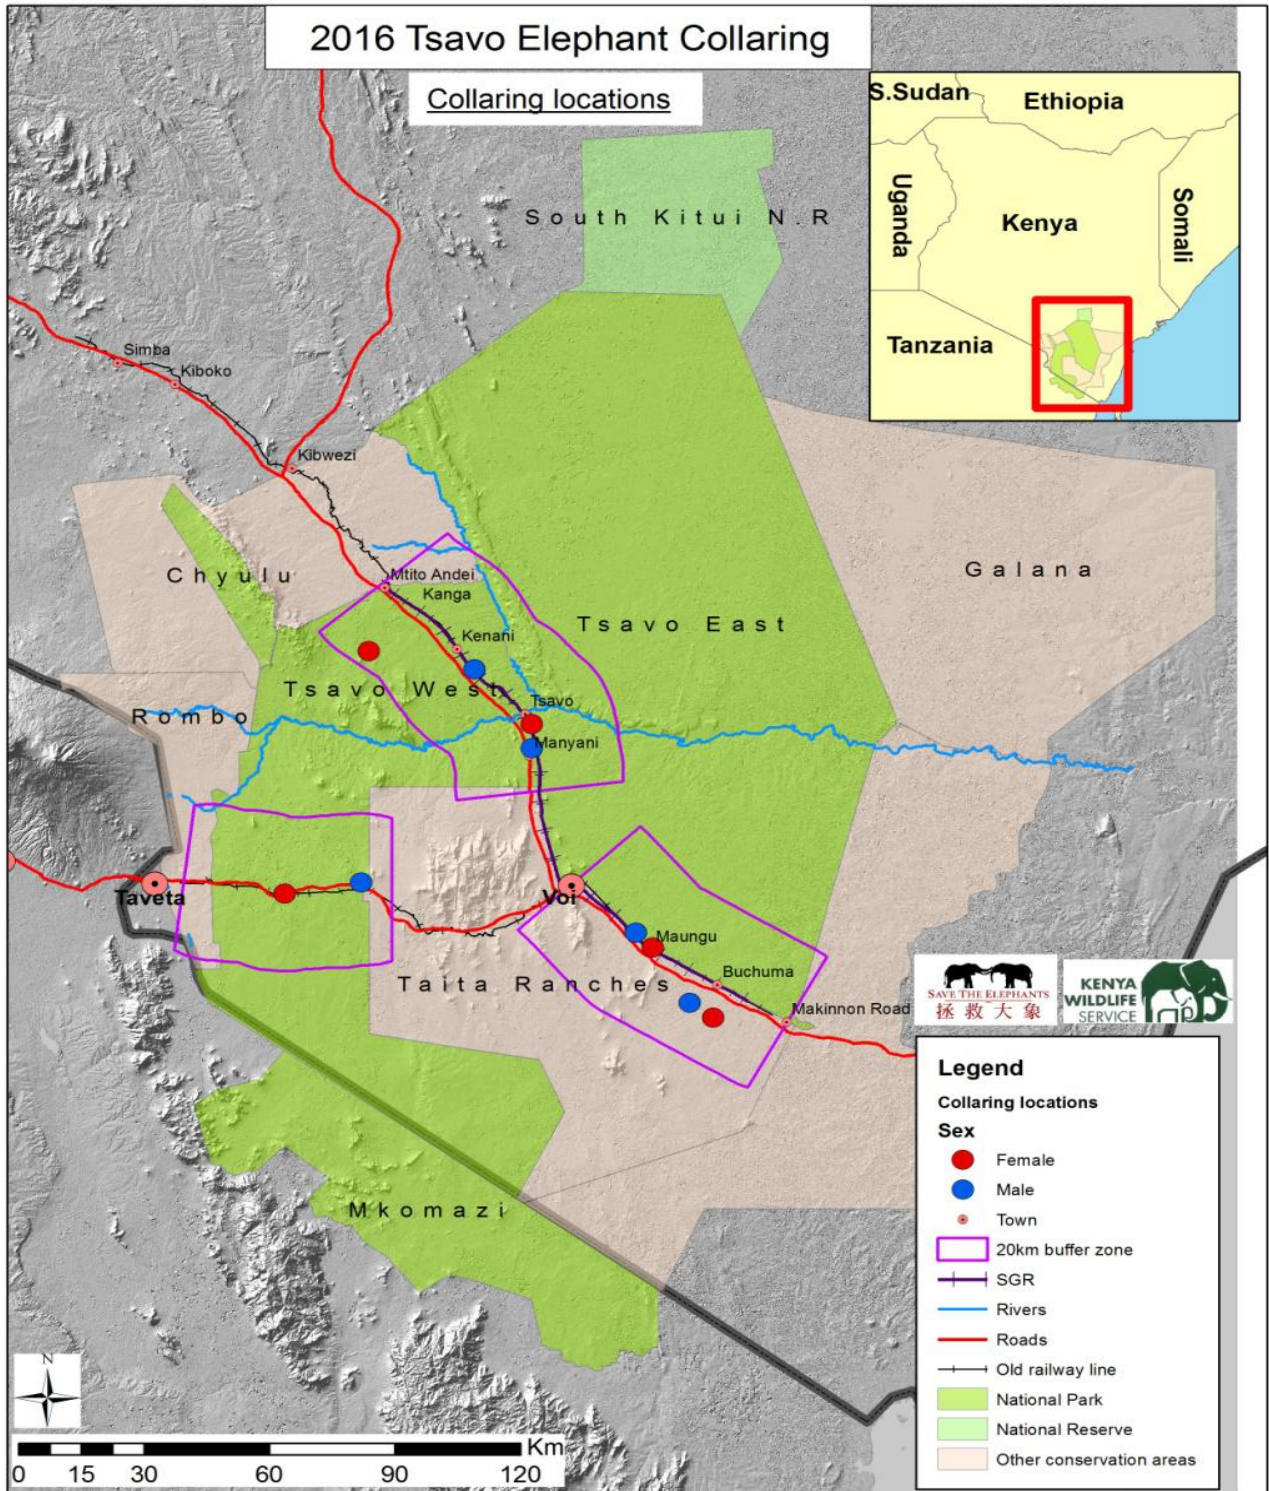 2016 Tsavo Elephant Collaring
Collaring locations
S.Sudan
Ethiopia
Uganda
Kenya
Somali
Tanzania
South Kitui N.R
Simba
Kiboko
Kibwezi
Chyulu
Mtito Andei
Kanga
Galana
Tsavo East
Kenani
Tsavo West
Tsavo
Rombo
Manyani
Taveta
Voi
Maungu
Buchuma
Taita Ranches
Makinnon Road
Mkomazi
SAVE THE ELEPHANTS
拯救大象
KENYA
WILDLIFE
SERVICE
Legend
Collaring locations
Sex
Female
Male
Town
20km buffer zone
SGR
Rivers
Roads
Old railway line
National Park
National Reserve
Other conservation areas
N
Km
0 15 30 60 90 120